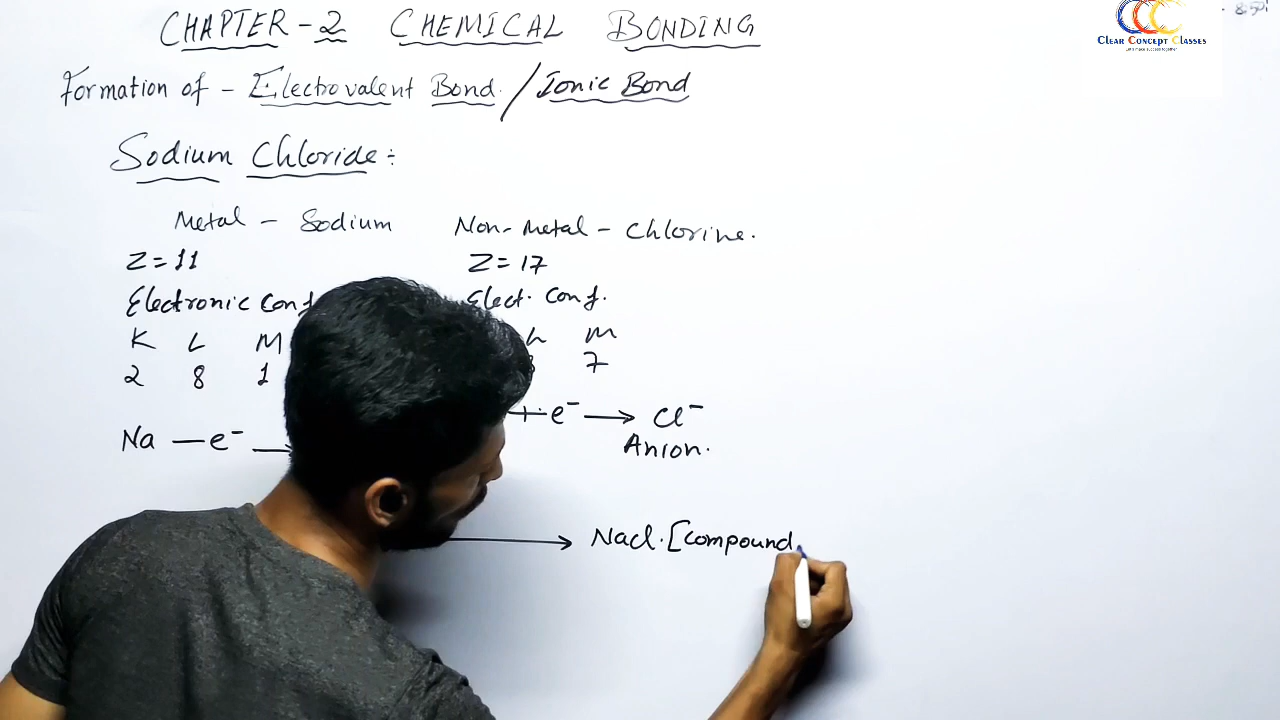 CHAPTER-2 CHEMICAL BONDING
CLEAR CONCEPT CLASSES
Formation of - Electrovalent Bond. / Ionic Bond
Sodium Chloride:
Metal - Sodium
Non-Metal - Chlorine.
Z=11
Z=17
Electronic Conf
Elect. Conf.
K L M
L M
2 8 1
7
Na -e⁻ →
+e⁻ → Cl⁻
Anion.
→ Nacl. [compound